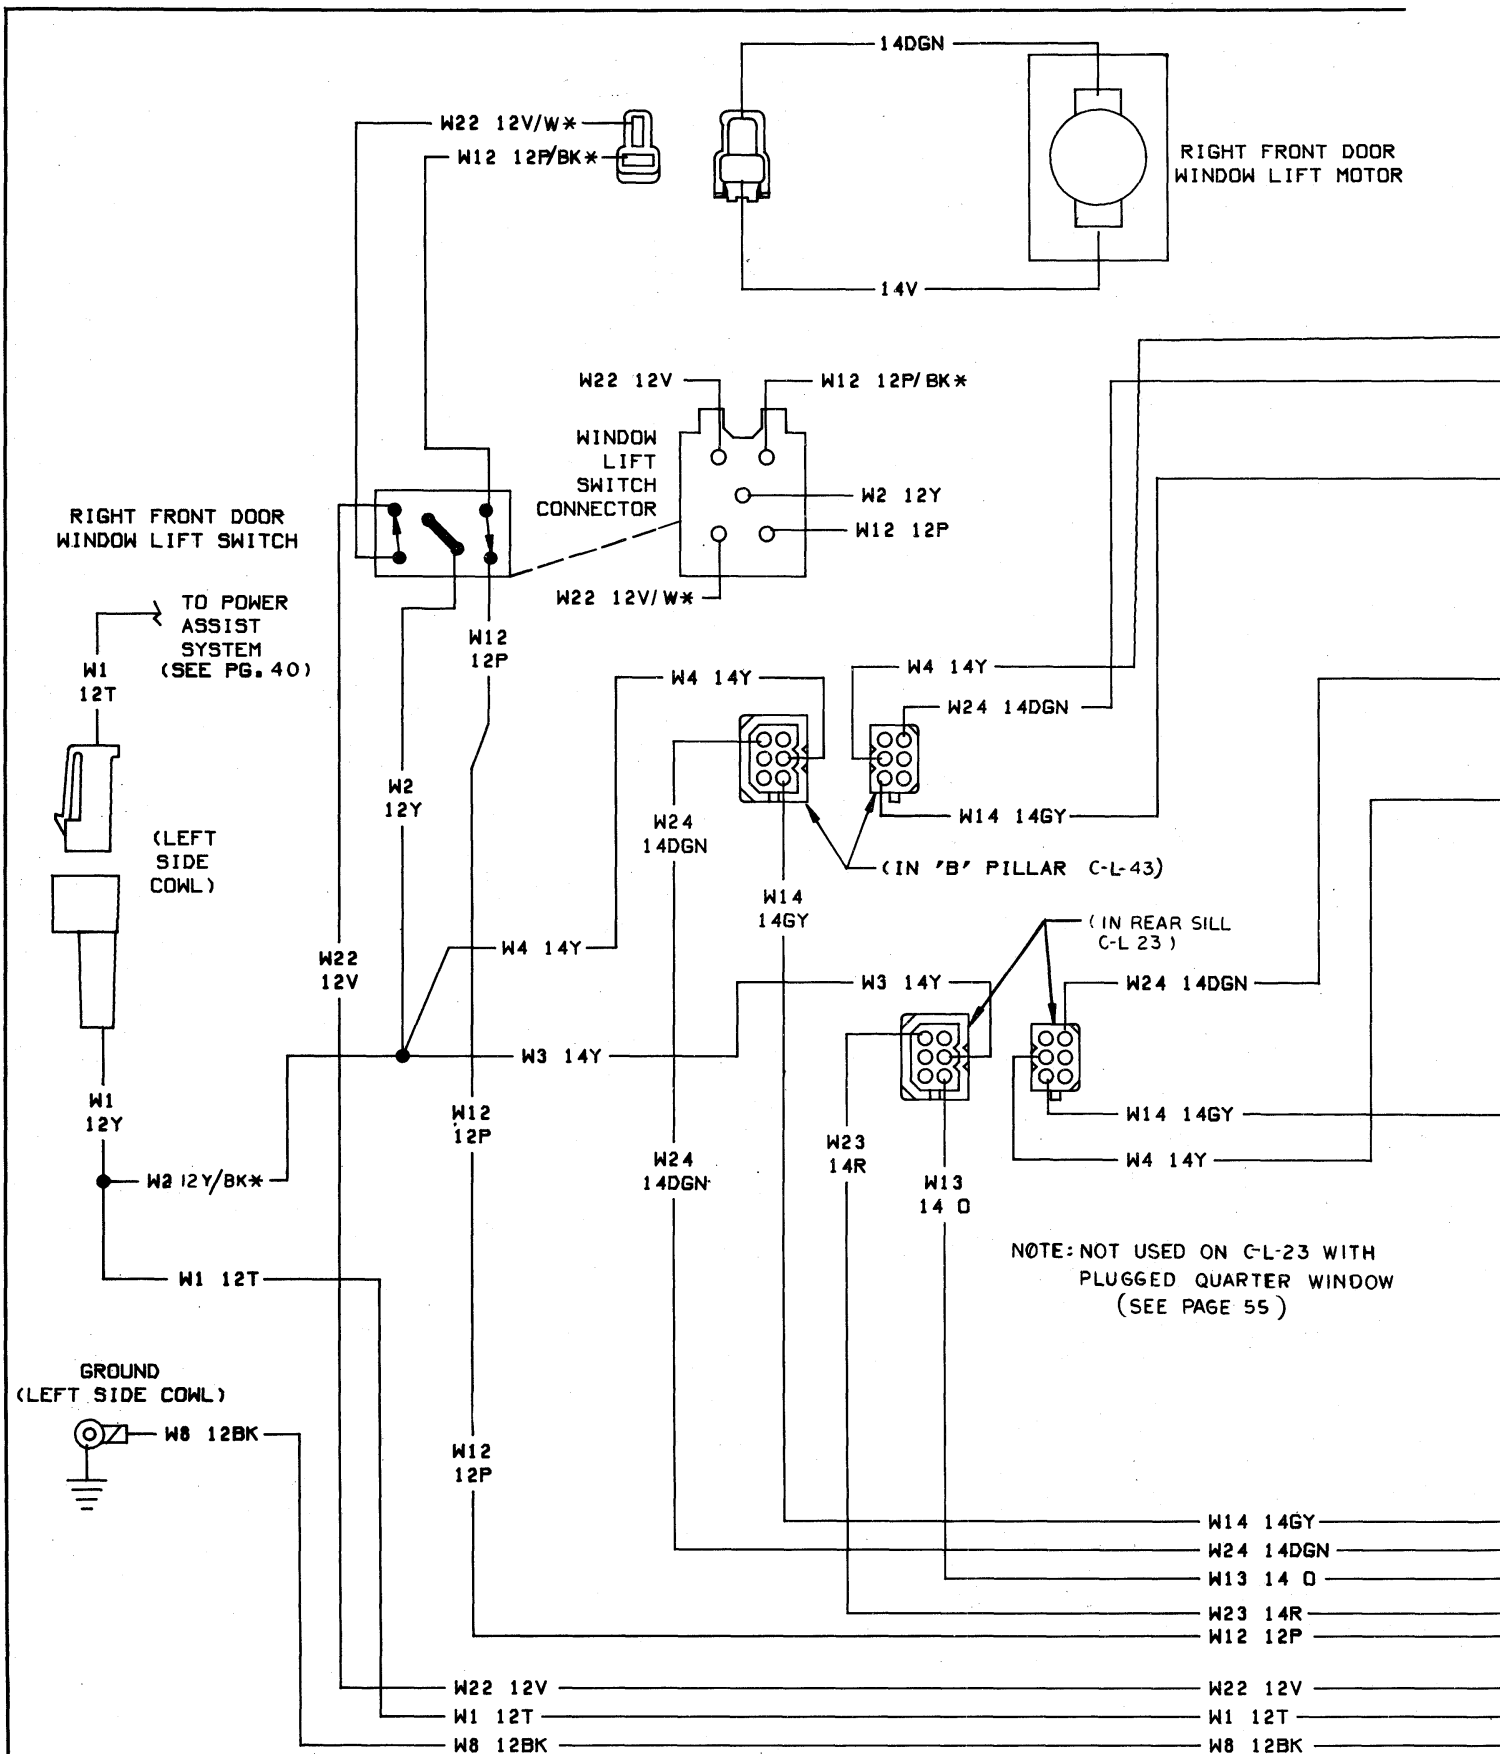 14DGN
W22 12V/W*
W12 12P/BK*
RIGHT FRONT DOOR
WINDOW LIFT MOTOR
14V
W22 12V
W12 12P/BK*
WINDOW
LIFT
SWITCH
CONNECTOR
W2 12Y
W12 12P
W22 12V/W*
RIGHT FRONT DOOR
WINDOW LIFT SWITCH
TO POWER
ASSIST
SYSTEM
(SEE PG. 40)
W1
12T
W12
12P
W4 14Y
W4 14Y
W24 14DGN
W2
12Y
(LEFT
SIDE
COWL)
W24
14DGN
W14 14GY
(IN 'B' PILLAR C-L-43)
W14
14GY
(IN REAR SILL
C-L 23)
W4 14Y
W22
12V
W3 14Y
W24 14DGN
W3 14Y
W1
12Y
W12
12P
W23
14R
W14 14GY
W24
14DGN
W4 14Y
W2 12Y/BK*
W13
14 O
NOTE: NOT USED ON C-L-23 WITH
PLUGGED QUARTER WINDOW
(SEE PAGE 55)
W1 12T
GROUND
(LEFT SIDE COWL)
W8 12BK
W12
12P
W14 14GY
W24 14DGN
W13 14 O
W23 14R
W12 12P
W22 12V
W22 12V
W1 12T
W1 12T
W8 12BK
W8 12BK